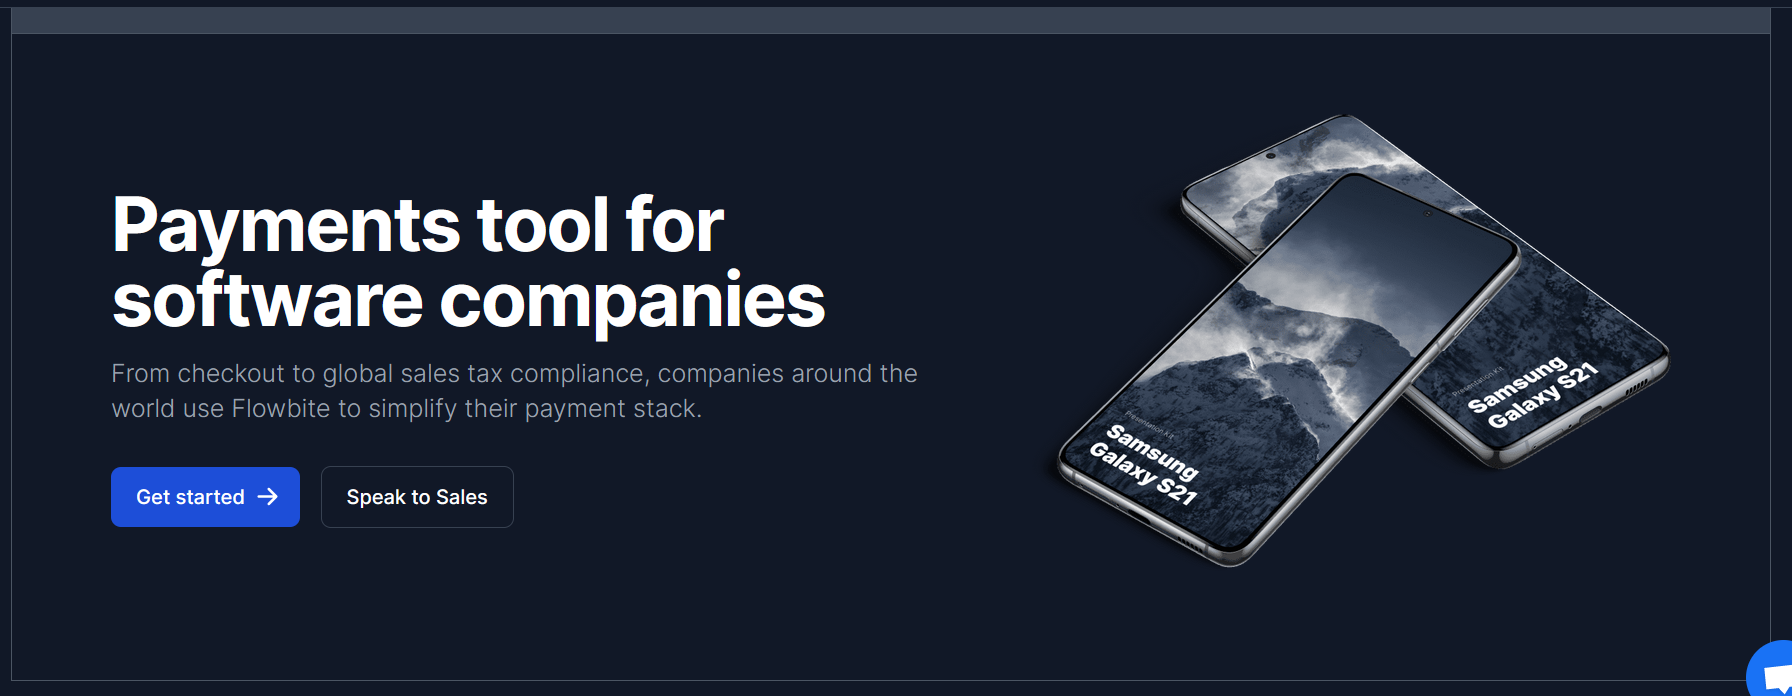 Payments tool for
software companies
From checkout to global sales tax compliance, companies around the
world use Flowbite to simplify their payment stack.
Get started
Speak to Sales
Presentation Kit
Samsung
Galaxy S21
Presentation Kit
Samsung
Galaxy S21